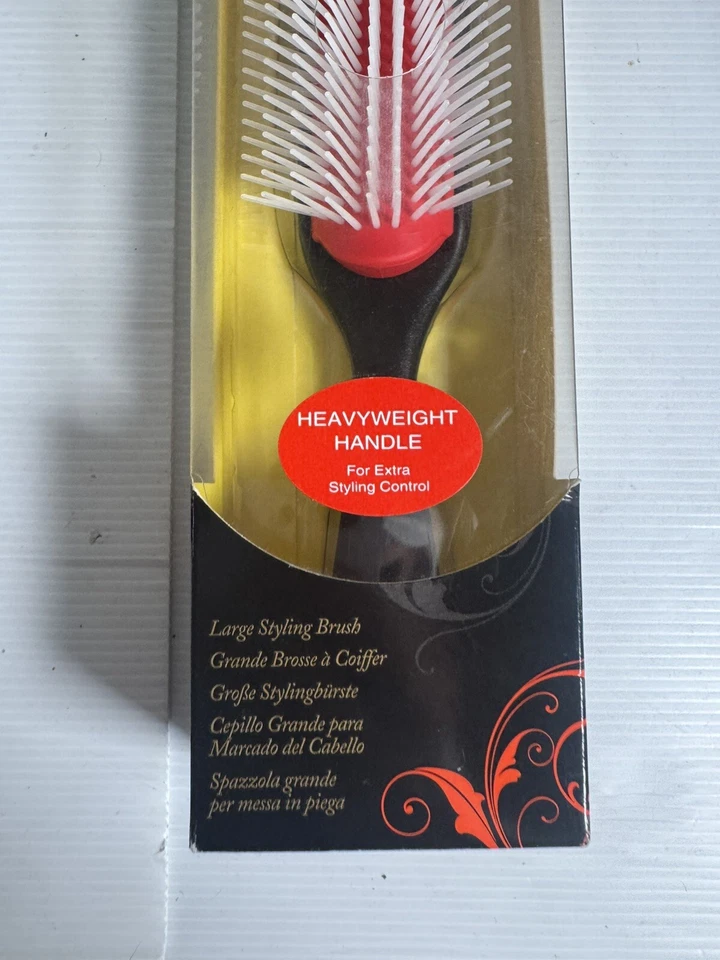 HEAVYWEIGHT
HANDLE
For Extra
Styling Control
Large Styling Brush
Grande Brosse à Coiffer
Große Stylingbürste
Cepillo Grande para
Marcado del Cabello
Spazzola grande
per messa in piega